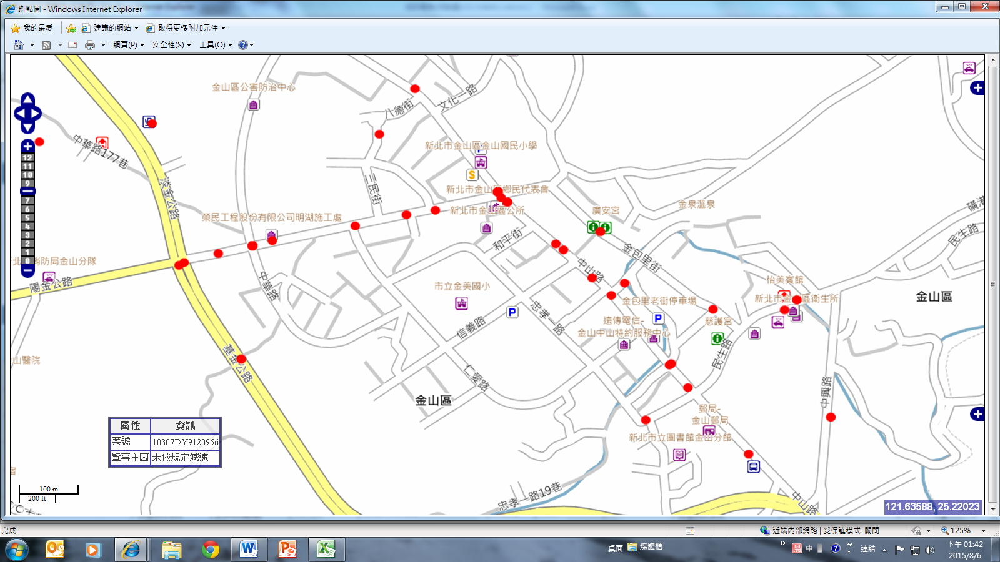 斑點圖 - Windows Internet Explorer
我的最愛 建議的網站 取得更多附加元件
網頁(P) 安全性(S) 工具(O)
金山區公害防治中心
文化一路
八德街
中華路177巷
新北市金山區金山國民小學
淡金公路
三民街
新北市金山區鄉民代表會
新北市金山區公所
廣安宮
金泉溫泉
磺港
榮民工程股份有限公司明湖施工處
和平街
民生路
金包里街
消防局金山分隊
陽金公路
中華路
中山路
市立金美國小
怡美賓館
新北市金山區衛生所
金山區
金包里老街停車場
忠孝一路
信義路
遠傳電信-
金山中山特約服務中心
慈護宮
民生路
山醫院
基金公路
仁愛路
金山區
中興路
郵局-
金山郵局
新北市立圖書館金山分館
屬性 資訊
案號 10307DY9120956
肇事主因 未依規定減速
忠孝一路19巷
中山路
12
11
10
9
7
6
5
4
3
2
1
0
100 m
200 ft
121.63588, 25.22023
完成 近端內部網路 | 受保護模式: 關閉 125%
桌面 媒體櫃 中 連結 下午 01:42
2015/8/6